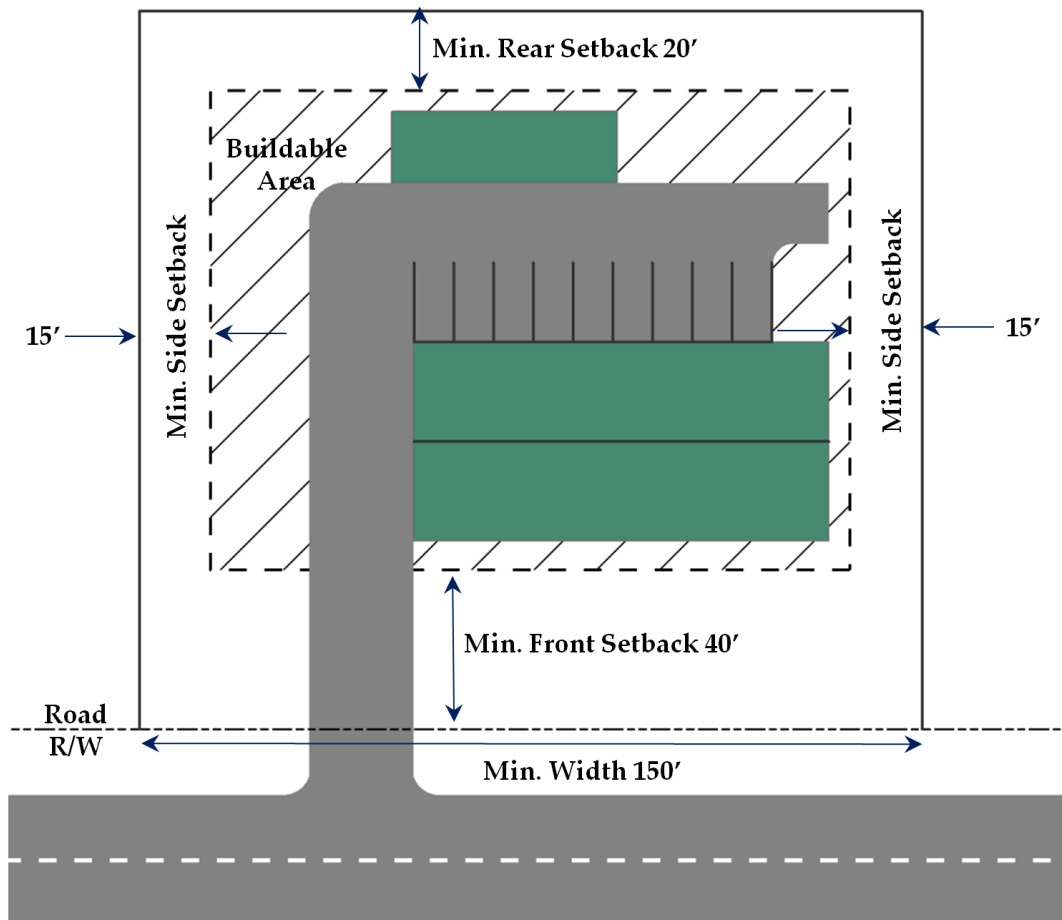 Min. Rear Setback 20’
Buildable
Area
Min. Side Setback
Min. Side Setback
15’
15’
Min. Front Setback 40’
Road
R/W
Min. Width 150’